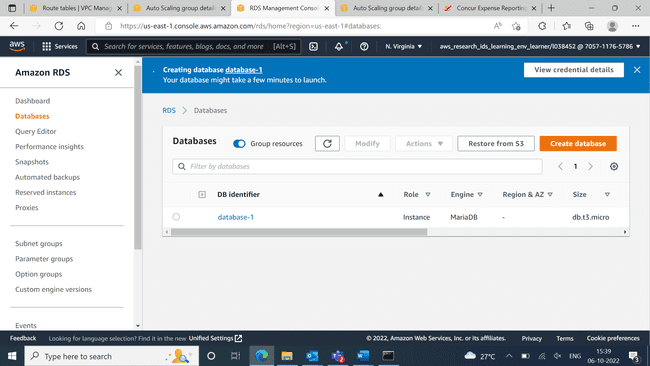 Route tables | VPC Manag
Auto Scaling group details
RDS Management Console
Auto Scaling group details
Concur Expense Reporting
https://us-east-1.console.aws.amazon.com/rds/home?region=us-east-1#databases:
aws
Services
Search for services, features, blogs, docs, and more
[Alt+S]
N. Virginia
aws_research_ids_learning_env_learner/l038452 @ 7057-1176-5786
Amazon RDS
Dashboard
Databases
Query Editor
Performance insights
Snapshots
Automated backups
Reserved instances
Proxies
Subnet groups
Parameter groups
Option groups
Custom engine versions
Events
Creating database database-1
Your database might take a few minutes to launch.
View credential details
RDS
Databases
Databases
Group resources
Modify
Actions
Restore from S3
Create database
Filter by databases
1
DB identifier
Role
Engine
Region & AZ
Size
database-1
Instance
MariaDB
-
db.t3.micro
Feedback
Looking for language selection? Find it in the new Unified Settings
© 2022, Amazon Web Services, Inc. or its affiliates.
Privacy
Terms
Cookie preferences
Type here to search
27°C
ENG
15:39
06-10-2022
3